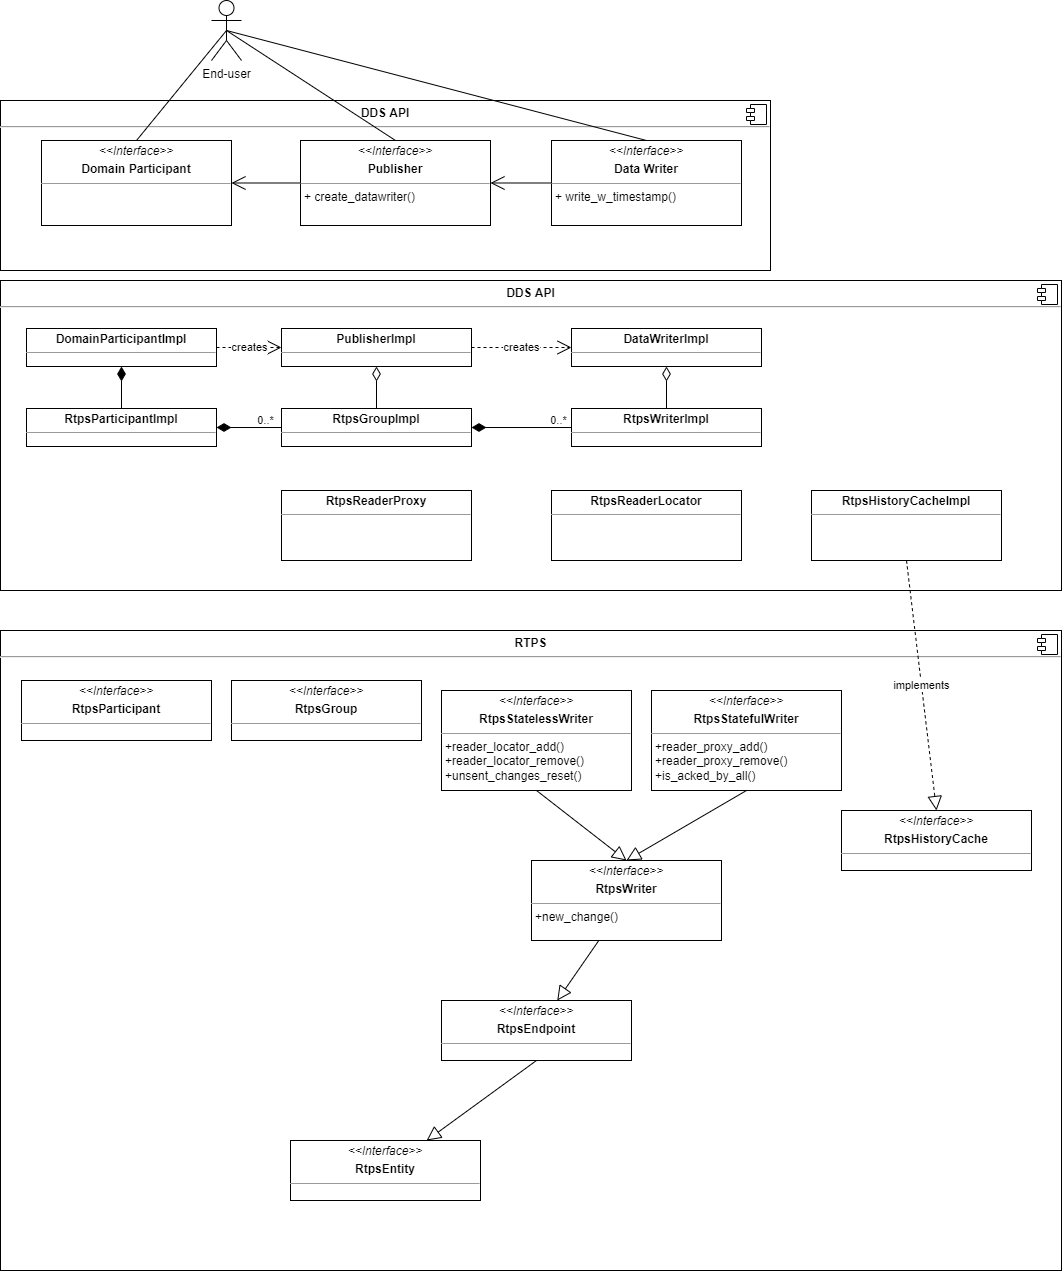 End-user
DDS API
<<Interface>>
Domain Participant
<<Interface>>
Publisher
+ create_datawriter()
<<Interface>>
Data Writer
+ write_w_timestamp()
DDS API
DomainParticipantImpl
creates
PublisherImpl
creates
DataWriterImpl
RtpsParticipantImpl
0..*
RtpsGroupImpl
0..*
RtpsWriterImpl
RtpsReaderProxy
RtpsReaderLocator
RtpsHistoryCacheImpl
RTPS
implements
<<Interface>>
RtpsParticipant
<<Interface>>
RtpsGroup
<<Interface>>
RtpsStatelessWriter
+reader_locator_add()
+reader_locator_remove()
+unsent_changes_reset()
<<Interface>>
RtpsStatefulWriter
+reader_proxy_add()
+reader_proxy_remove()
+is_acked_by_all()
<<Interface>>
RtpsHistoryCache
<<Interface>>
RtpsWriter
+new_change()
<<Interface>>
RtpsEndpoint
<<Interface>>
RtpsEntity